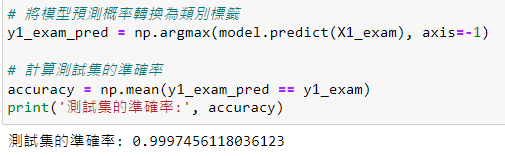 # 將模型預測概率轉換為類別標籤
y1_exam_pred = np.argmax(model.predict(X1_exam), axis=-1)
# 計算測試集的準確率
accuracy = np.mean(y1_exam_pred == y1_exam)
print('測試集的準確率:', accuracy)
測試集的準確率: 0.9997456118036123